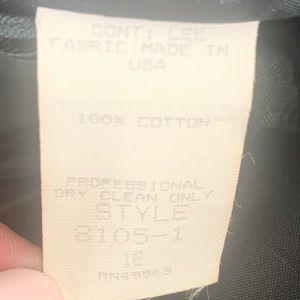 CONT: LEE
FABRIC MADE IN
USA
100% COTTON
PROFESSIONAL
DRY CLEAN ONLY
STYLE
8105-1
12
RN49563